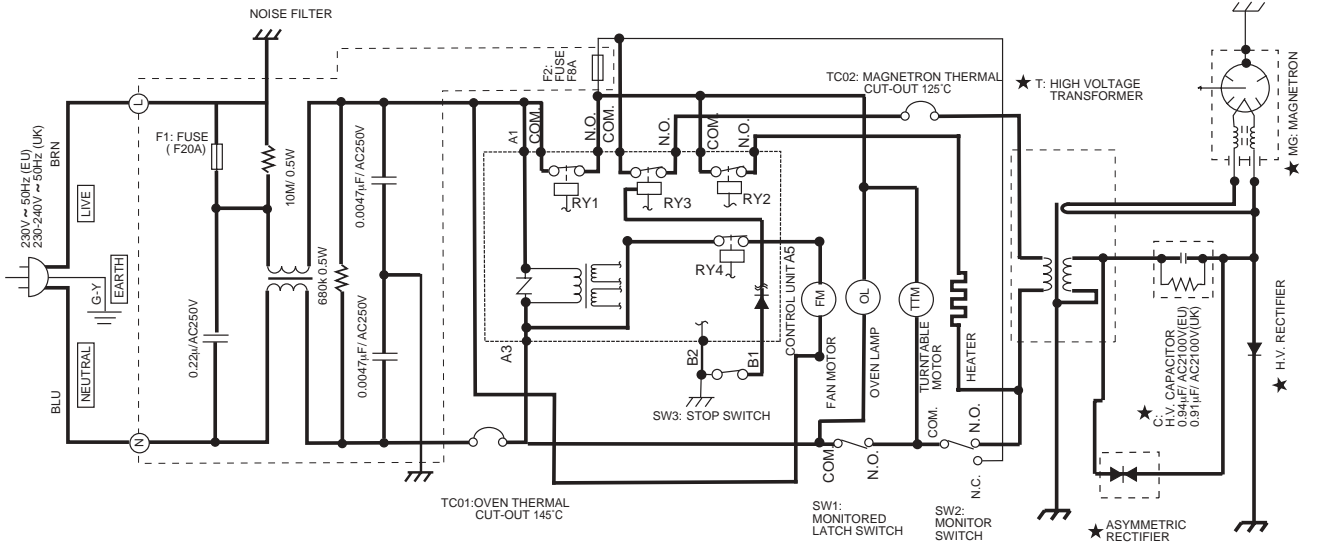 NOISE FILTER
F2:
FUSE
F8A
TC02: MAGNETRON THERMAL
CUT-OUT 125˚C
★ T: HIGH VOLTAGE
TRANSFORMER
★ MG: MAGNETRON
230V ~ 50Hz (EU)
230-240V ~ 50Hz (UK)
BRN
L
LIVE
F1: FUSE
( F20A)
10M/ 0.5W
0.0047µF/ AC250V
A1
COM.
N.O.
COM.
N.O.
COM.
N.O.
RY1
RY3
RY2
RY4
G-Y
EARTH
680k 0.5W
CONTROL UNIT A5
FM
OL
TTM
0.22µ/AC250V
0.0047µF/ AC250V
A3
B2
B1
FAN MOTOR
OVEN LAMP
TURNTABLE
MOTOR
HEATER
★ C:
H.V. CAPACITOR
0.94µF/ AC2100V(EU)
0.91µF/ AC2100V(UK)
★ H.V. RECTIFIER
BLU
NEUTRAL
N
SW3: STOP SWITCH
COM.
N.O.
COM.
N.O.
N.C.
TC01:OVEN THERMAL
CUT-OUT 145˚C
SW1:
MONITORED
LATCH SWITCH
SW2:
MONITOR
SWITCH
★ ASYMMETRIC
RECTIFIER